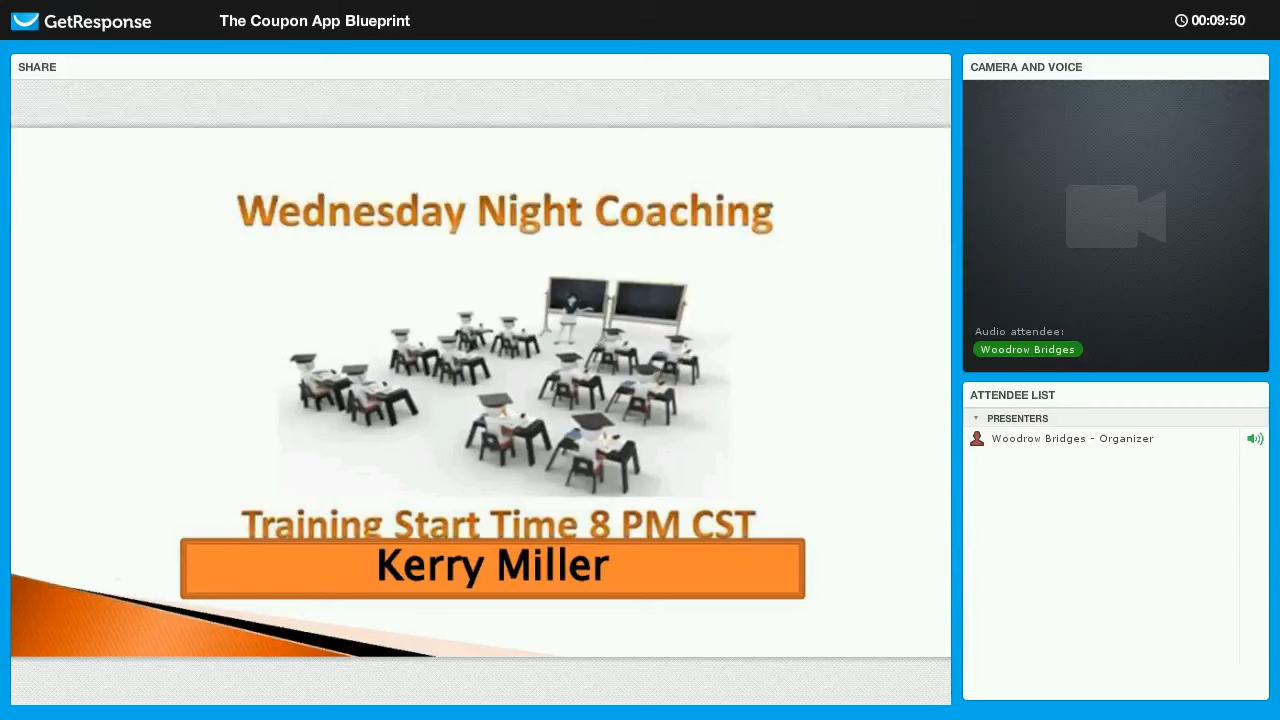 GetResponse
The Coupon App Blueprint
00:09:50
SHARE
Wednesday Night Coaching
Training Start Time 8 PM CST
Kerry Miller
CAMERA AND VOICE
Audio attendee:
Woodrow Bridges
ATTENDEE LIST
PRESENTERS
Woodrow Bridges - Organizer